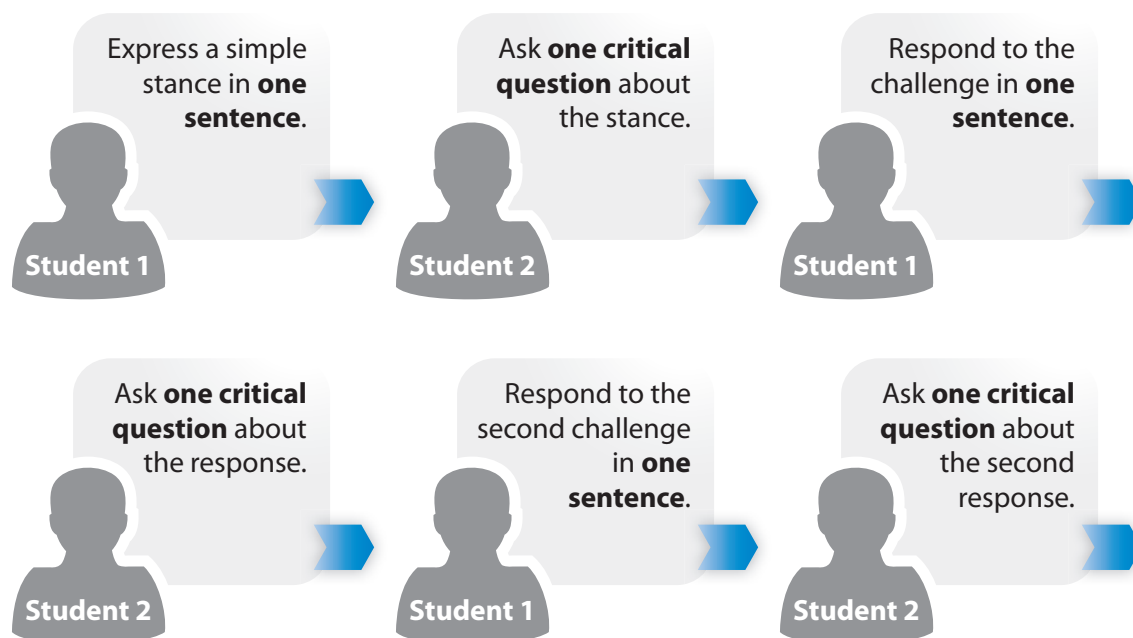 Express a simple
stance in one
sentence.
Student 1
Ask one critical
question about
the stance.
Student 2
Respond to the
challenge in one
sentence.
Student 1
Ask one critical
question about
the response.
Student 2
Respond to the
second challenge
in one
sentence.
Student 1
Ask one critical
question about
the second
response.
Student 2